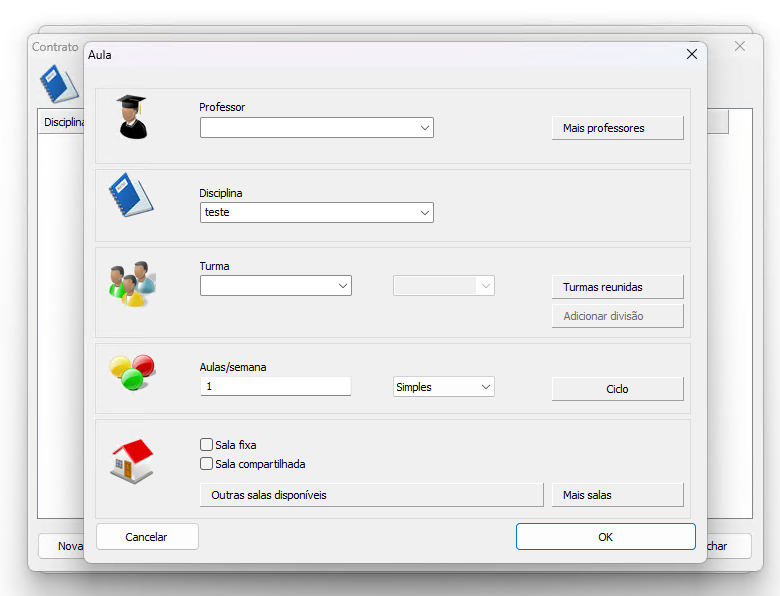 Contrato
Aula
Disciplina
Professor
Mais professores
Disciplina
teste
Turma
Turmas reunidas
Adicionar divisão
Aulas/semana
1
Simples
Ciclo
Sala fixa
Sala compartilhada
Outras salas disponíveis
Mais salas
Nova
Cancelar
OK
char